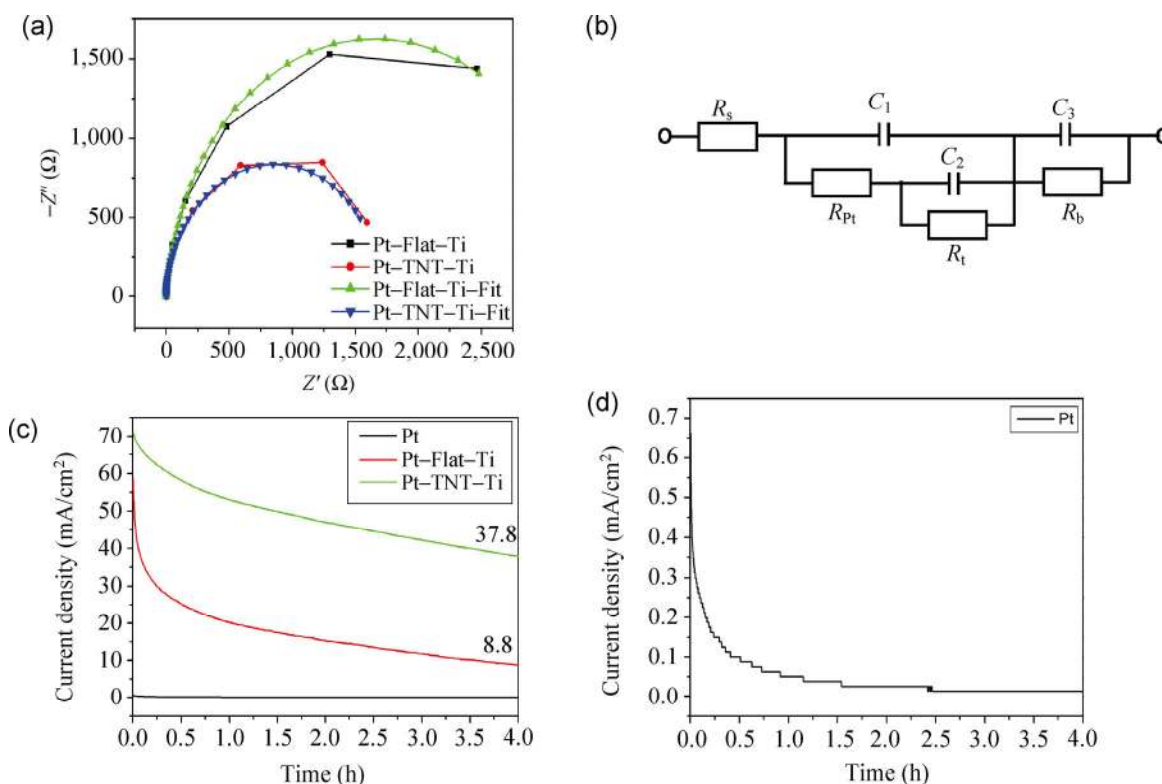 (a)
1,500
1,000
500
0
−Z″ (Ω)
Pt–Flat–Ti
Pt–TNT–Ti
Pt–Flat–Ti–Fit
Pt–TNT–Ti–Fit
0 500 1,000 1,500 2,000 2,500
Z′ (Ω)
(b)
Rs
C1
C3
C2
RPt
Rb
Rt
(c)
70
60
50
40
30
20
10
0
Current density (mA/cm²)
Pt
Pt–Flat–Ti
Pt–TNT–Ti
37.8
8.8
0.0 0.5 1.0 1.5 2.0 2.5 3.0 3.5 4.0
Time (h)
(d)
0.7
0.6
0.5
0.4
0.3
0.2
0.1
0.0
Current density (mA/cm²)
Pt
0.0 0.5 1.0 1.5 2.0 2.5 3.0 3.5 4.0
Time (h)